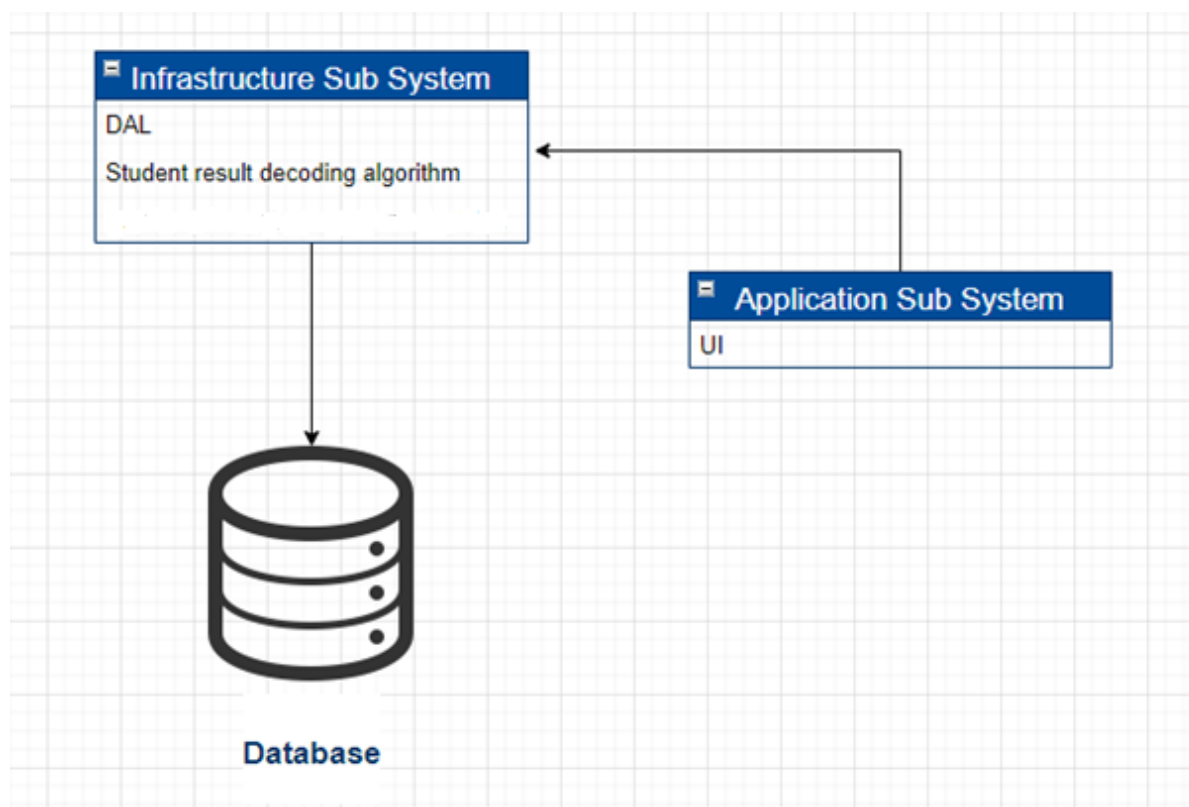 Infrastructure Sub System
DAL
Student result decoding algorithm
Application Sub System
UI
Database